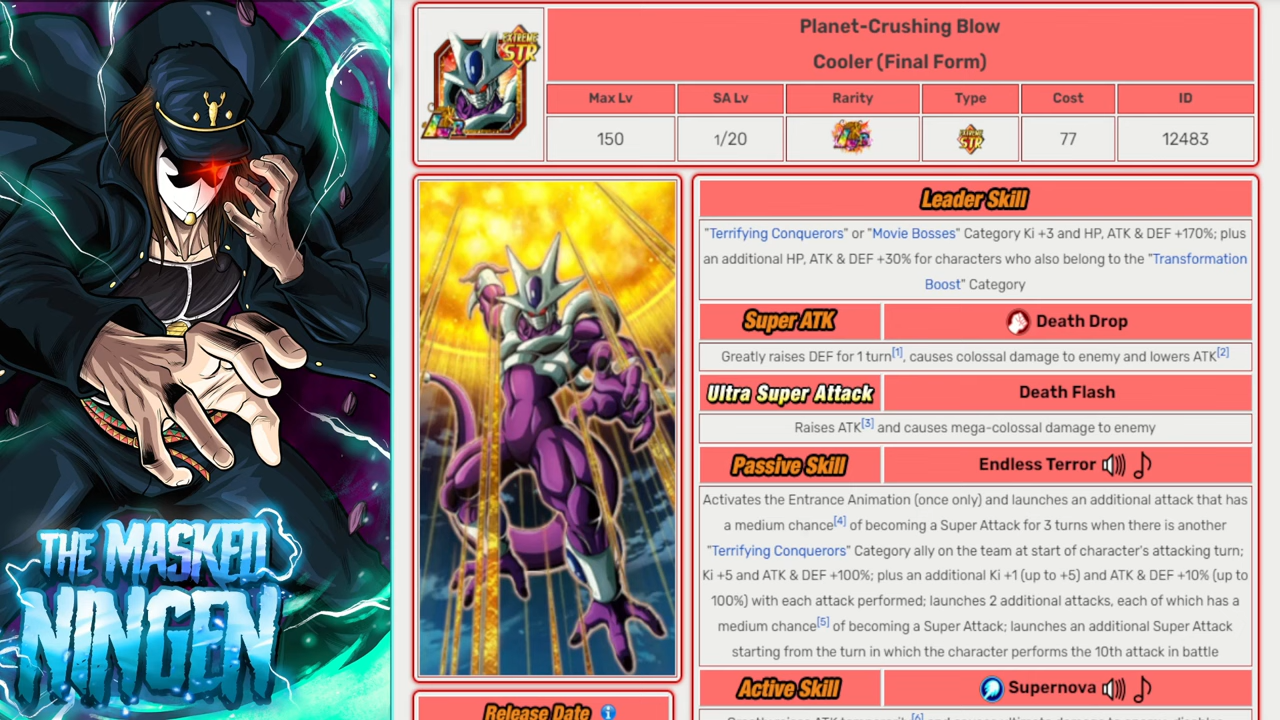 THE MASKED
NINGEN
EXTREME
STR
Planet-Crushing Blow
Cooler (Final Form)
Max Lv
SA Lv
Rarity
Type
Cost
ID
150
1/20
EXTREME
STR
77
12483
Leader Skill
"Terrifying Conquerors" or "Movie Bosses" Category Ki +3 and HP, ATK & DEF +170%; plus
an additional HP, ATK & DEF +30% for characters who also belong to the "Transformation
Boost" Category
Super ATK
Death Drop
Greatly raises DEF for 1 turn[1], causes colossal damage to enemy and lowers ATK[2]
Ultra Super Attack
Death Flash
Raises ATK[3] and causes mega-colossal damage to enemy
Passive Skill
Endless Terror
Activates the Entrance Animation (once only) and launches an additional attack that has
a medium chance[4] of becoming a Super Attack for 3 turns when there is another
"Terrifying Conquerors" Category ally on the team at start of character's attacking turn;
Ki +5 and ATK & DEF +100%; plus an additional Ki +1 (up to +5) and ATK & DEF +10% (up to
100%) with each attack performed; launches 2 additional attacks, each of which has a
medium chance[5] of becoming a Super Attack; launches an additional Super Attack
starting from the turn in which the character performs the 10th attack in battle
Active Skill
Supernova
Release Date